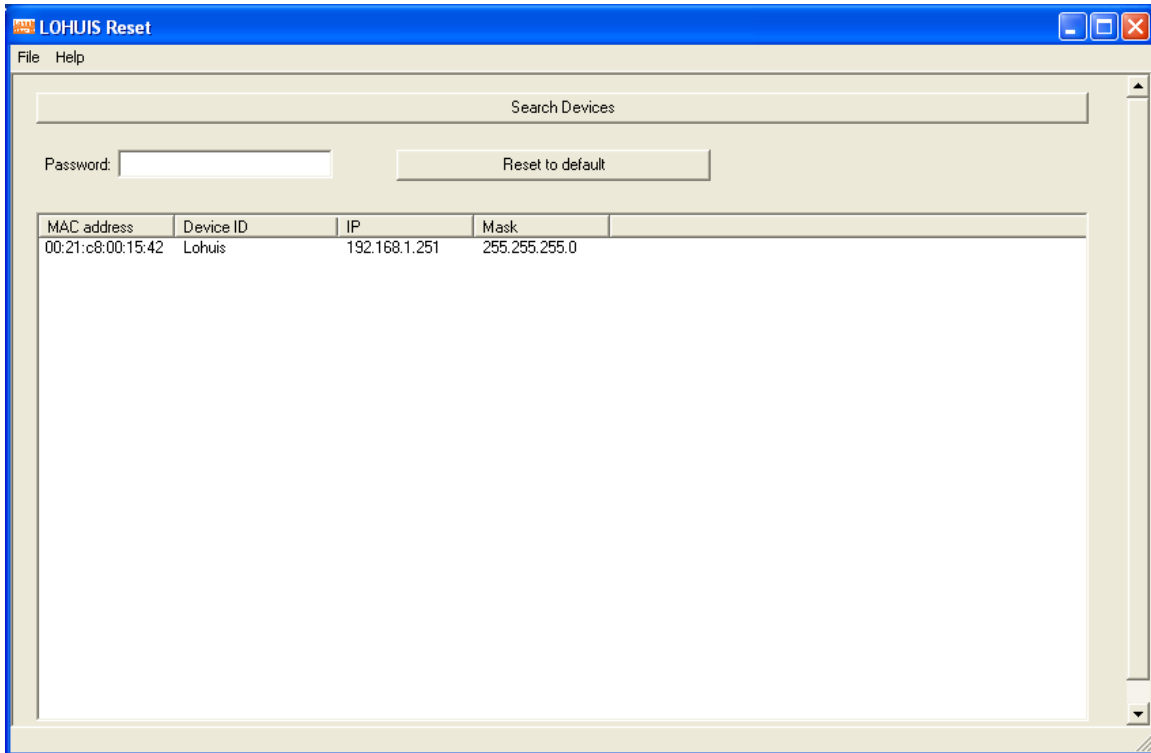 LOHUIS Reset
File Help
Search Devices
Password: Reset to default
MAC address Device ID IP Mask
00:21:c8:00:15:42 Lohuis 192.168.1.251 255.255.255.0